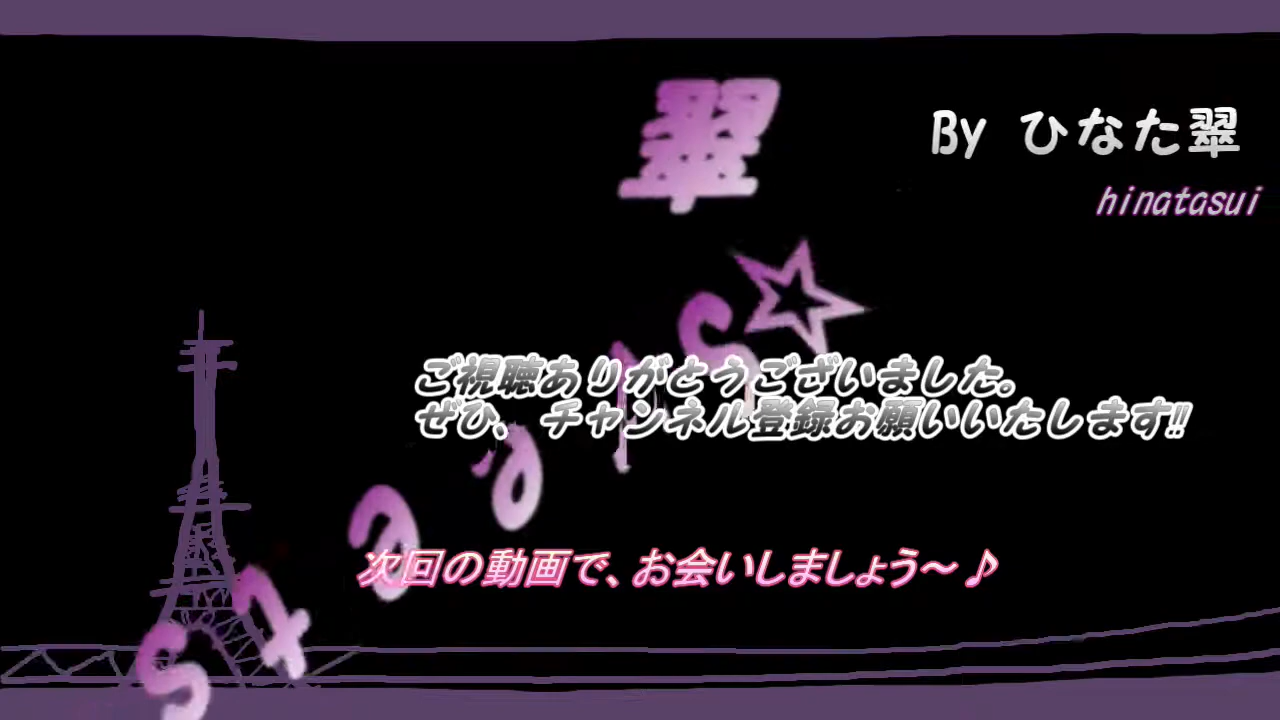 翠
By ひなた翠
hinatasui
ご視聴ありがとうございました。
ぜひ、チャンネル登録お願いいたします!!
次回の動画で、お会いしましょう〜♪